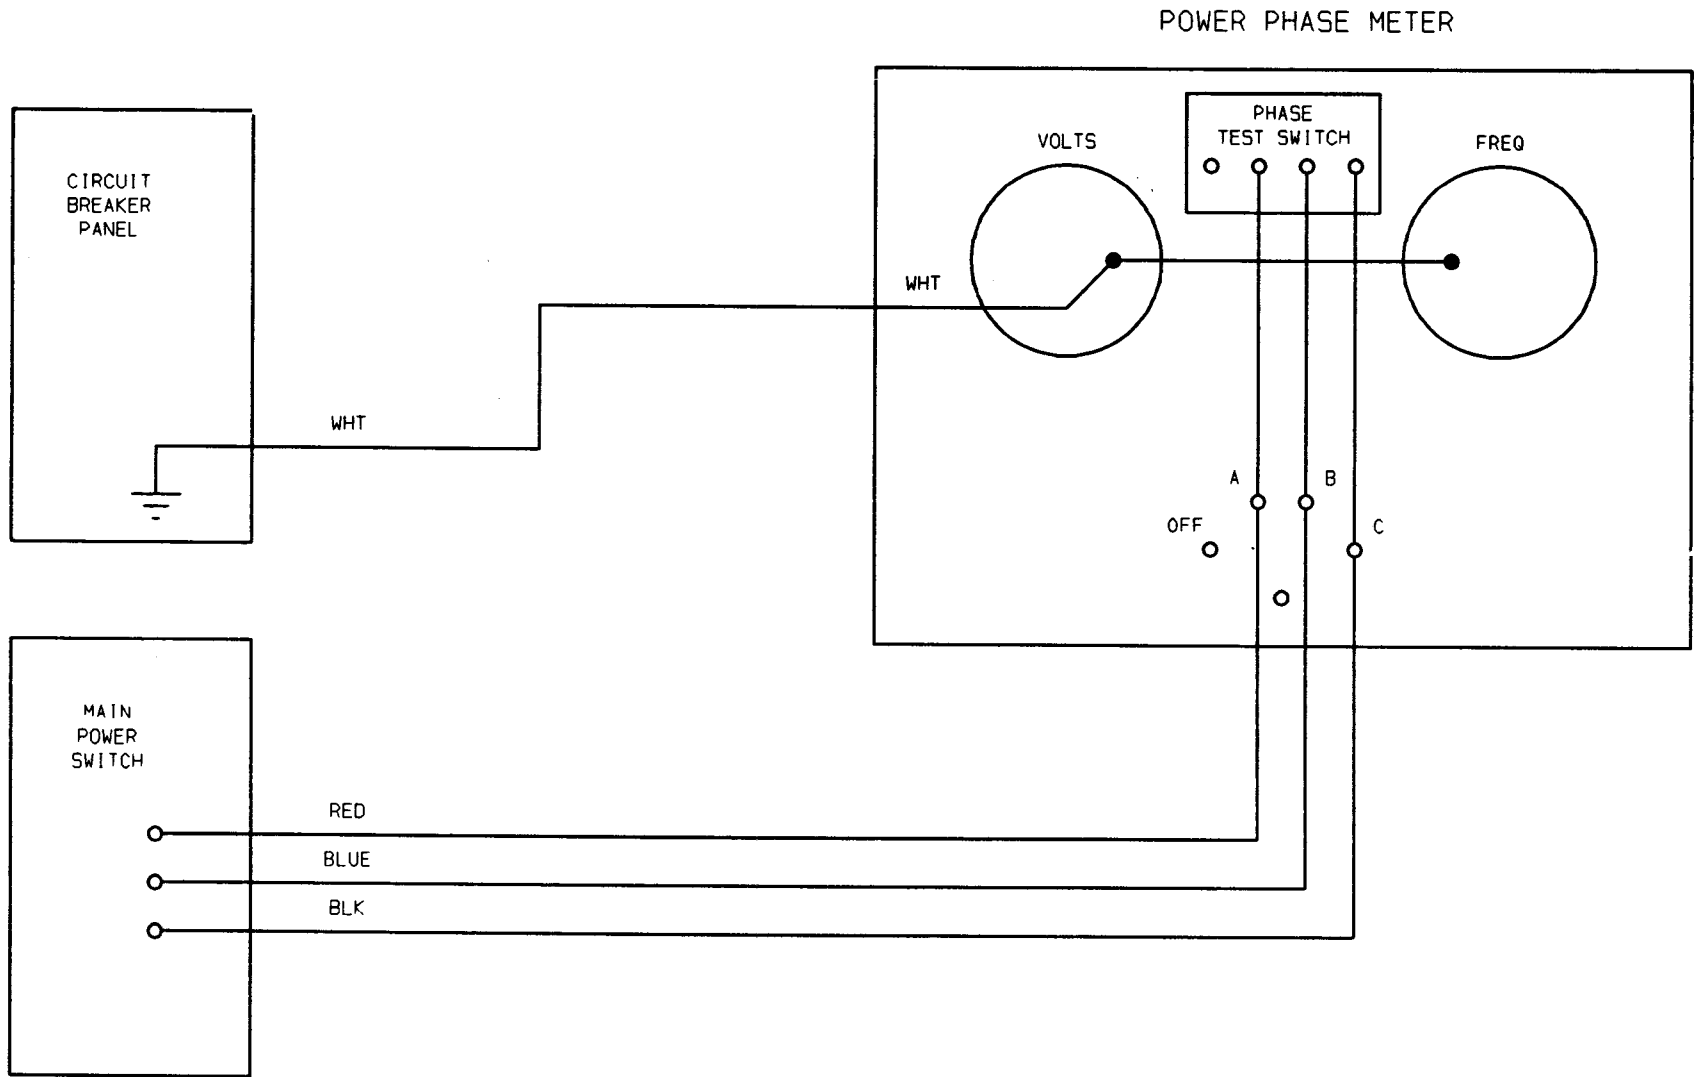 POWER PHASE METER
CIRCUIT
BREAKER
PANEL
VOLTS
PHASE
TEST SWITCH
FREQ
WHT
WHT
A
B
OFF
C
MAIN
POWER
SWITCH
RED
BLUE
BLK